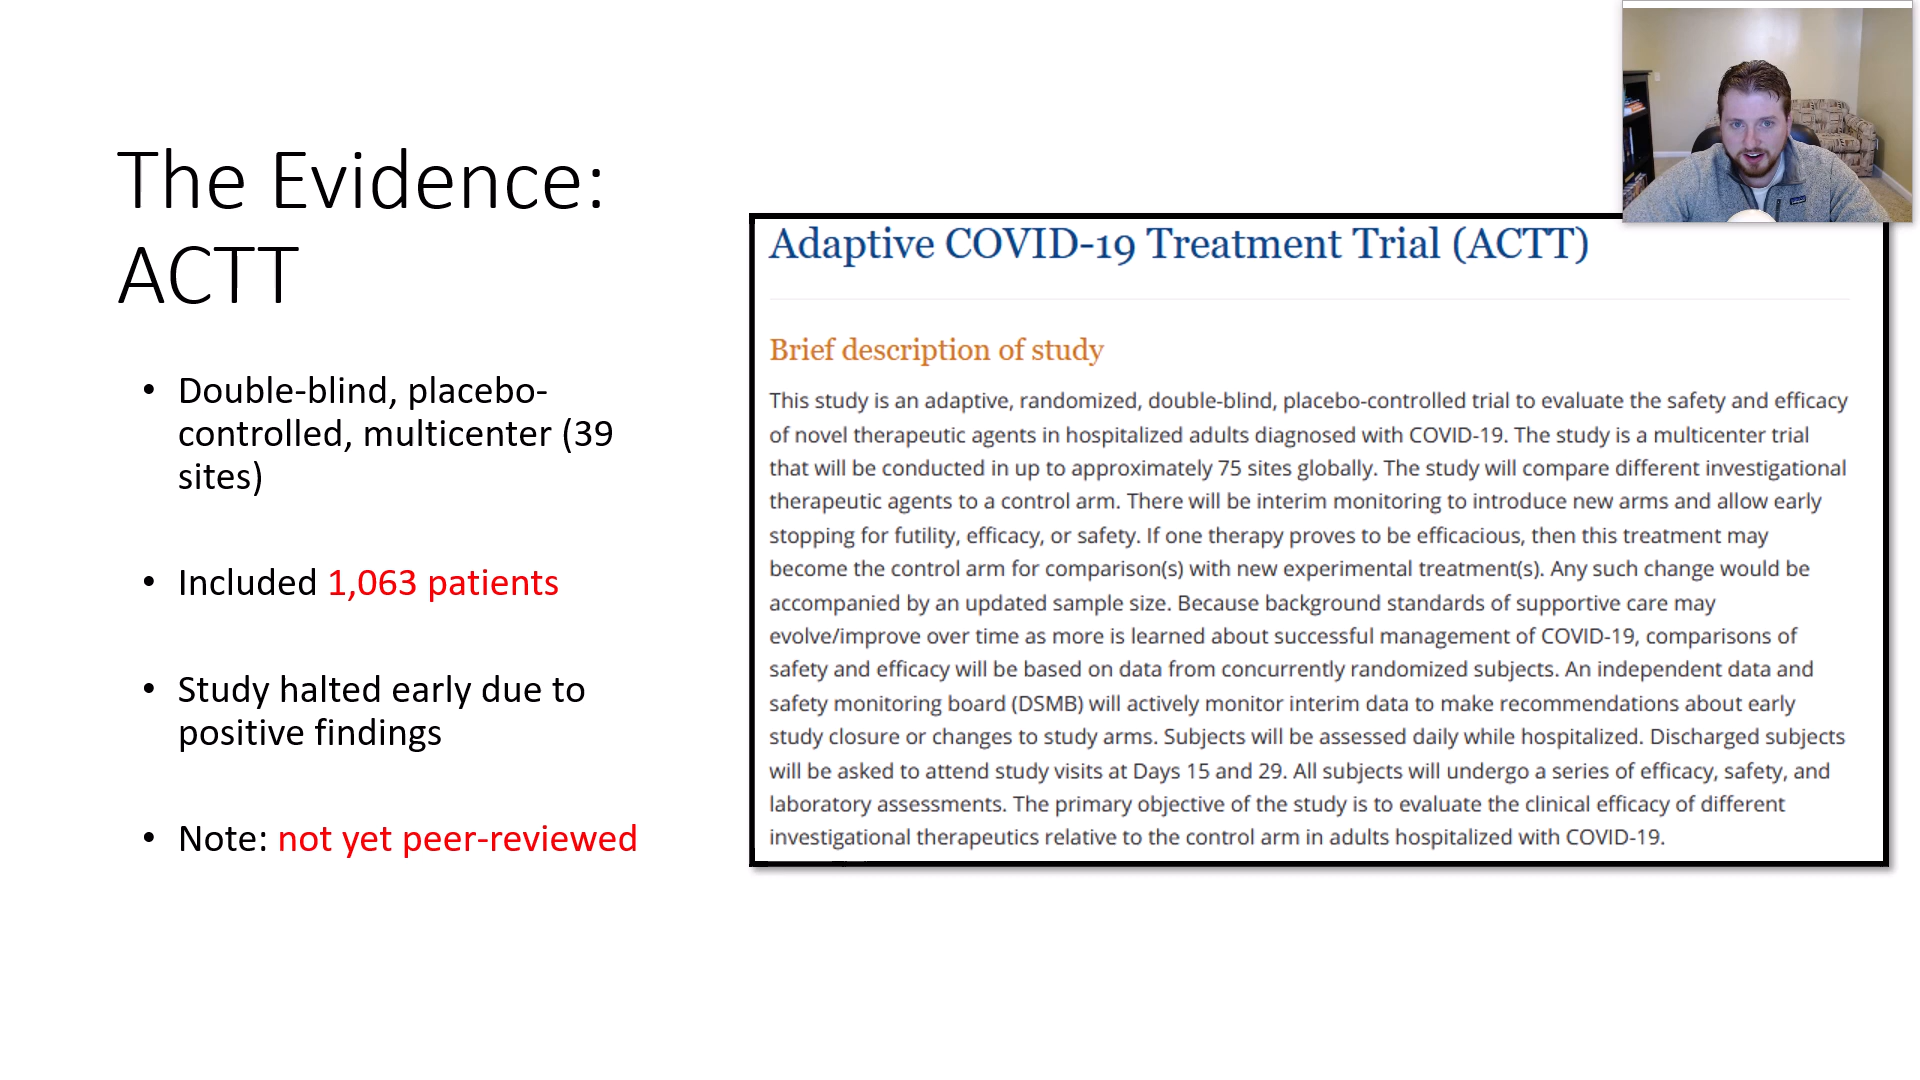 The Evidence:
ACTT
• Double-blind, placebo-
controlled, multicenter (39
sites)
• Included 1,063 patients
• Study halted early due to
positive findings
• Note: not yet peer-reviewed
Adaptive COVID-19 Treatment Trial (ACTT)
Brief description of study
This study is an adaptive, randomized, double-blind, placebo-controlled trial to evaluate the safety and efficacy
of novel therapeutic agents in hospitalized adults diagnosed with COVID-19. The study is a multicenter trial
that will be conducted in up to approximately 75 sites globally. The study will compare different investigational
therapeutic agents to a control arm. There will be interim monitoring to introduce new arms and allow early
stopping for futility, efficacy, or safety. If one therapy proves to be efficacious, then this treatment may
become the control arm for comparison(s) with new experimental treatment(s). Any such change would be
accompanied by an updated sample size. Because background standards of supportive care may
evolve/improve over time as more is learned about successful management of COVID-19, comparisons of
safety and efficacy will be based on data from concurrently randomized subjects. An independent data and
safety monitoring board (DSMB) will actively monitor interim data to make recommendations about early
study closure or changes to study arms. Subjects will be assessed daily while hospitalized. Discharged subjects
will be asked to attend study visits at Days 15 and 29. All subjects will undergo a series of efficacy, safety, and
laboratory assessments. The primary objective of the study is to evaluate the clinical efficacy of different
investigational therapeutics relative to the control arm in adults hospitalized with COVID-19.